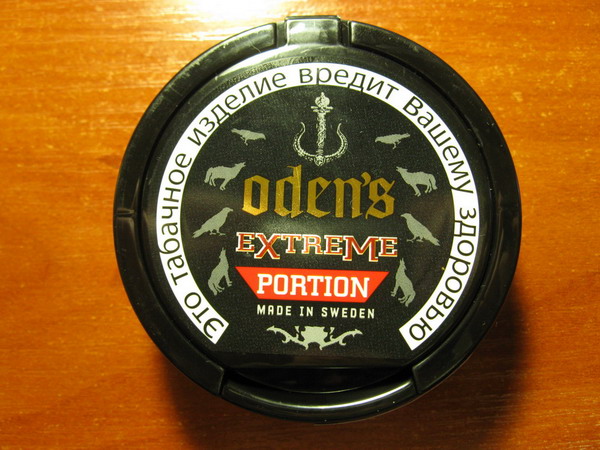 Это табачное изделие вредит Вашему здоровью
oden's
EXTREME
PORTION
MADE IN SWEDEN